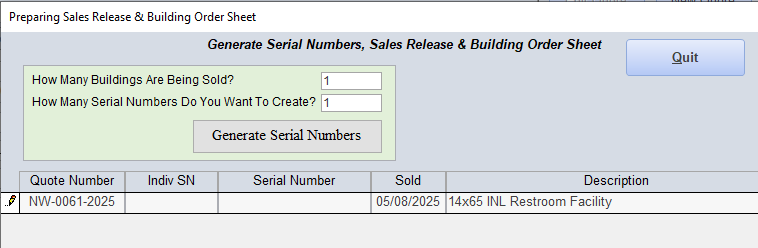 Preparing Sales Release & Building Order Sheet
Generate Serial Numbers, Sales Release & Building Order Sheet
Quit
How Many Buildings Are Being Sold? 1
How Many Serial Numbers Do You Want To Create? 1
Generate Serial Numbers
Quote Number Indiv SN Serial Number Sold Description
NW-0061-2025 05/08/2025 14x65 INL Restroom Facility